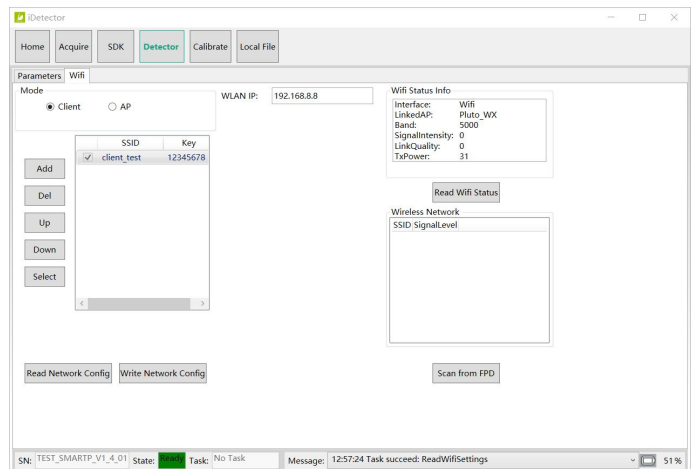 iDetector
Home Acquire SDK Detector Calibrate Local File
Parameters Wifi
Mode
Client AP
WLAN IP: 192.168.8.8
SSID Key
client_test 12345678
Add
Del
Up
Down
Select
< >
Read Network Config Write Network Config
Wifi Status Info
Interface: Wifi
LinkedAP: Pluto_WX
Band: 5000
SignalIntensity: 0
LinkQuality: 0
TxPower: 31
Read Wifi Status
Wireless Network
SSID SignalLevel
Scan from FPD
SN: TEST_SMARTP_V1_4_01 State: Ready Task: No Task Message: 12:57:24 Task succeed: ReadWifiSettings 51%